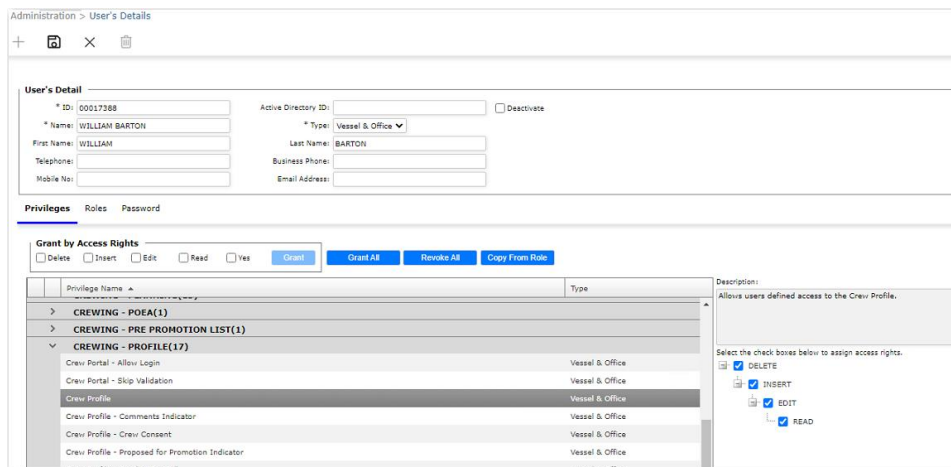 Administration > User's Details
User's Detail
* ID: 00017388 Active Directory ID: Deactivate
* Name: WILLIAM BARTON * Type: Vessel & Office
First Name: WILLIAM Last Name: BARTON
Telephone: Business Phone:
Mobile No: Email Address:
Privileges Roles Password
Grant by Access Rights
Delete Insert Edit Read Yes Grant Grant All Revoke All Copy From Role
Privilege Name Type
CREWING - POEA(1)
CREWING - PRE PROMOTION LIST(1)
CREWING - PROFILE(17)
Crew Portal - Allow Login Vessel & Office
Crew Portal - Skip Validation Vessel & Office
Crew Profile Vessel & Office
Crew Profile - Comments Indicator Vessel & Office
Crew Profile - Crew Consent Vessel & Office
Crew Profile - Proposed for Promotion Indicator Vessel & Office
Description:
Allows users defined access to the Crew Profile.
Select the check boxes below to assign access rights.
DELETE
INSERT
EDIT
READ